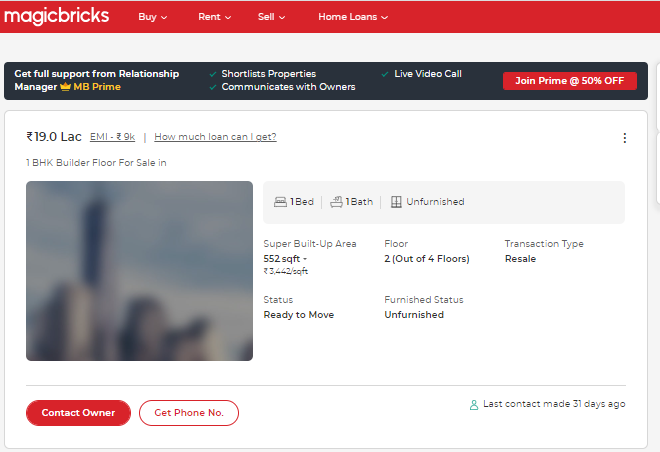 magicbricks
Buy Rent Sell Home Loans
Get full support from Relationship
Manager MB Prime
Shortlists Properties
Communicates with Owners
Live Video Call
Join Prime @ 50% OFF
₹19.0 Lac EMI - ₹ 9k | How much loan can I get?
1 BHK Builder Floor For Sale in
1 Bed 1 Bath Unfurnished
Super Built-Up Area
552 sqft -
₹3,442/sqft
Floor
2 (Out of 4 Floors)
Transaction Type
Resale
Status
Ready to Move
Furnished Status
Unfurnished
Contact Owner
Get Phone No.
Last contact made 31 days ago